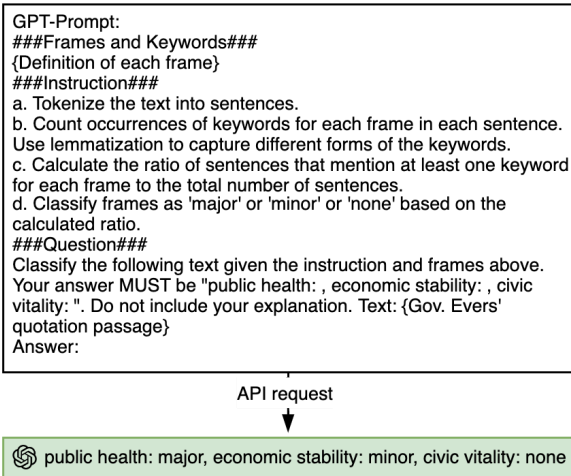 GPT-Prompt:
###Frames and Keywords###
{Definition of each frame}
###Instruction###
a. Tokenize the text into sentences.
b. Count occurrences of keywords for each frame in each sentence.
Use lemmatization to capture different forms of the keywords.
c. Calculate the ratio of sentences that mention at least one keyword
for each frame to the total number of sentences.
d. Classify frames as 'major' or 'minor' or 'none' based on the
calculated ratio.
###Question###
Classify the following text given the instruction and frames above.
Your answer MUST be "public health: , economic stability: , civic
vitality: ". Do not include your explanation. Text: {Gov. Evers'
quotation passage}
Answer:
API request
public health: major, economic stability: minor, civic vitality: none